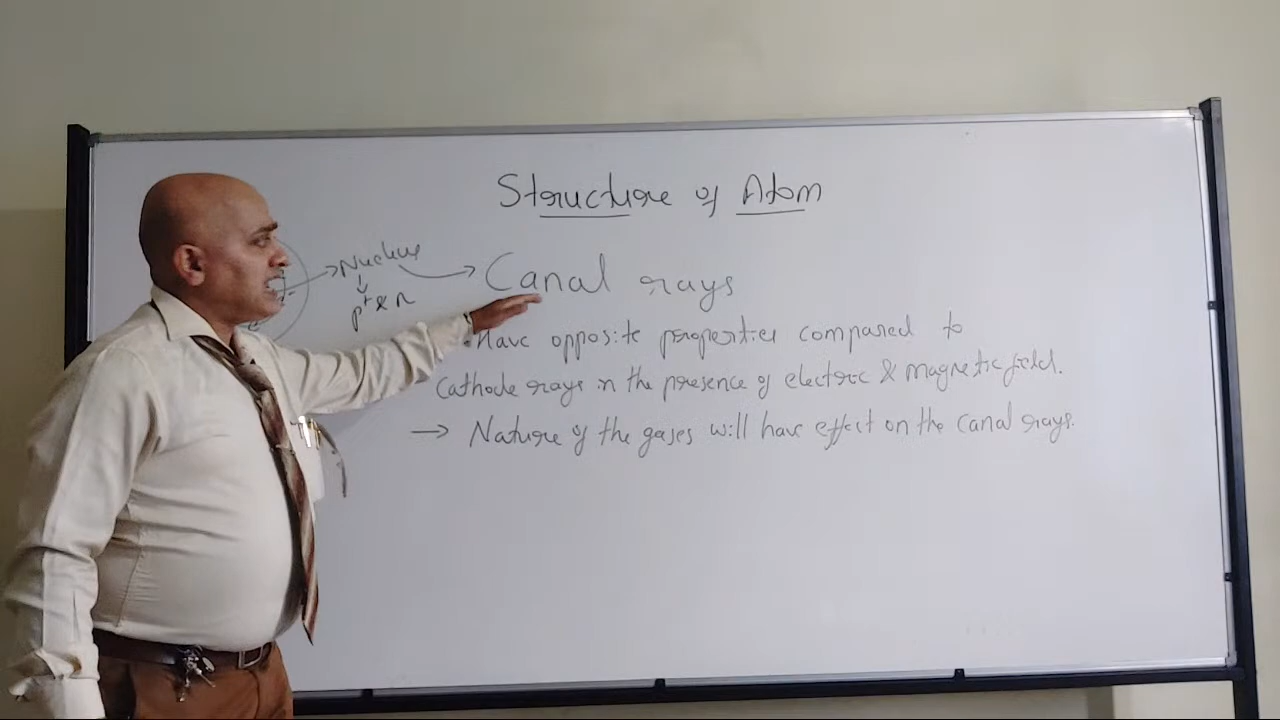 Structure of Atom
Nucleus
p+ & n
Canal rays
Have opposite properties compared to
cathode rays in the presence of electric & magnetic field.
→ Nature of the gases will have effect on the canal rays.